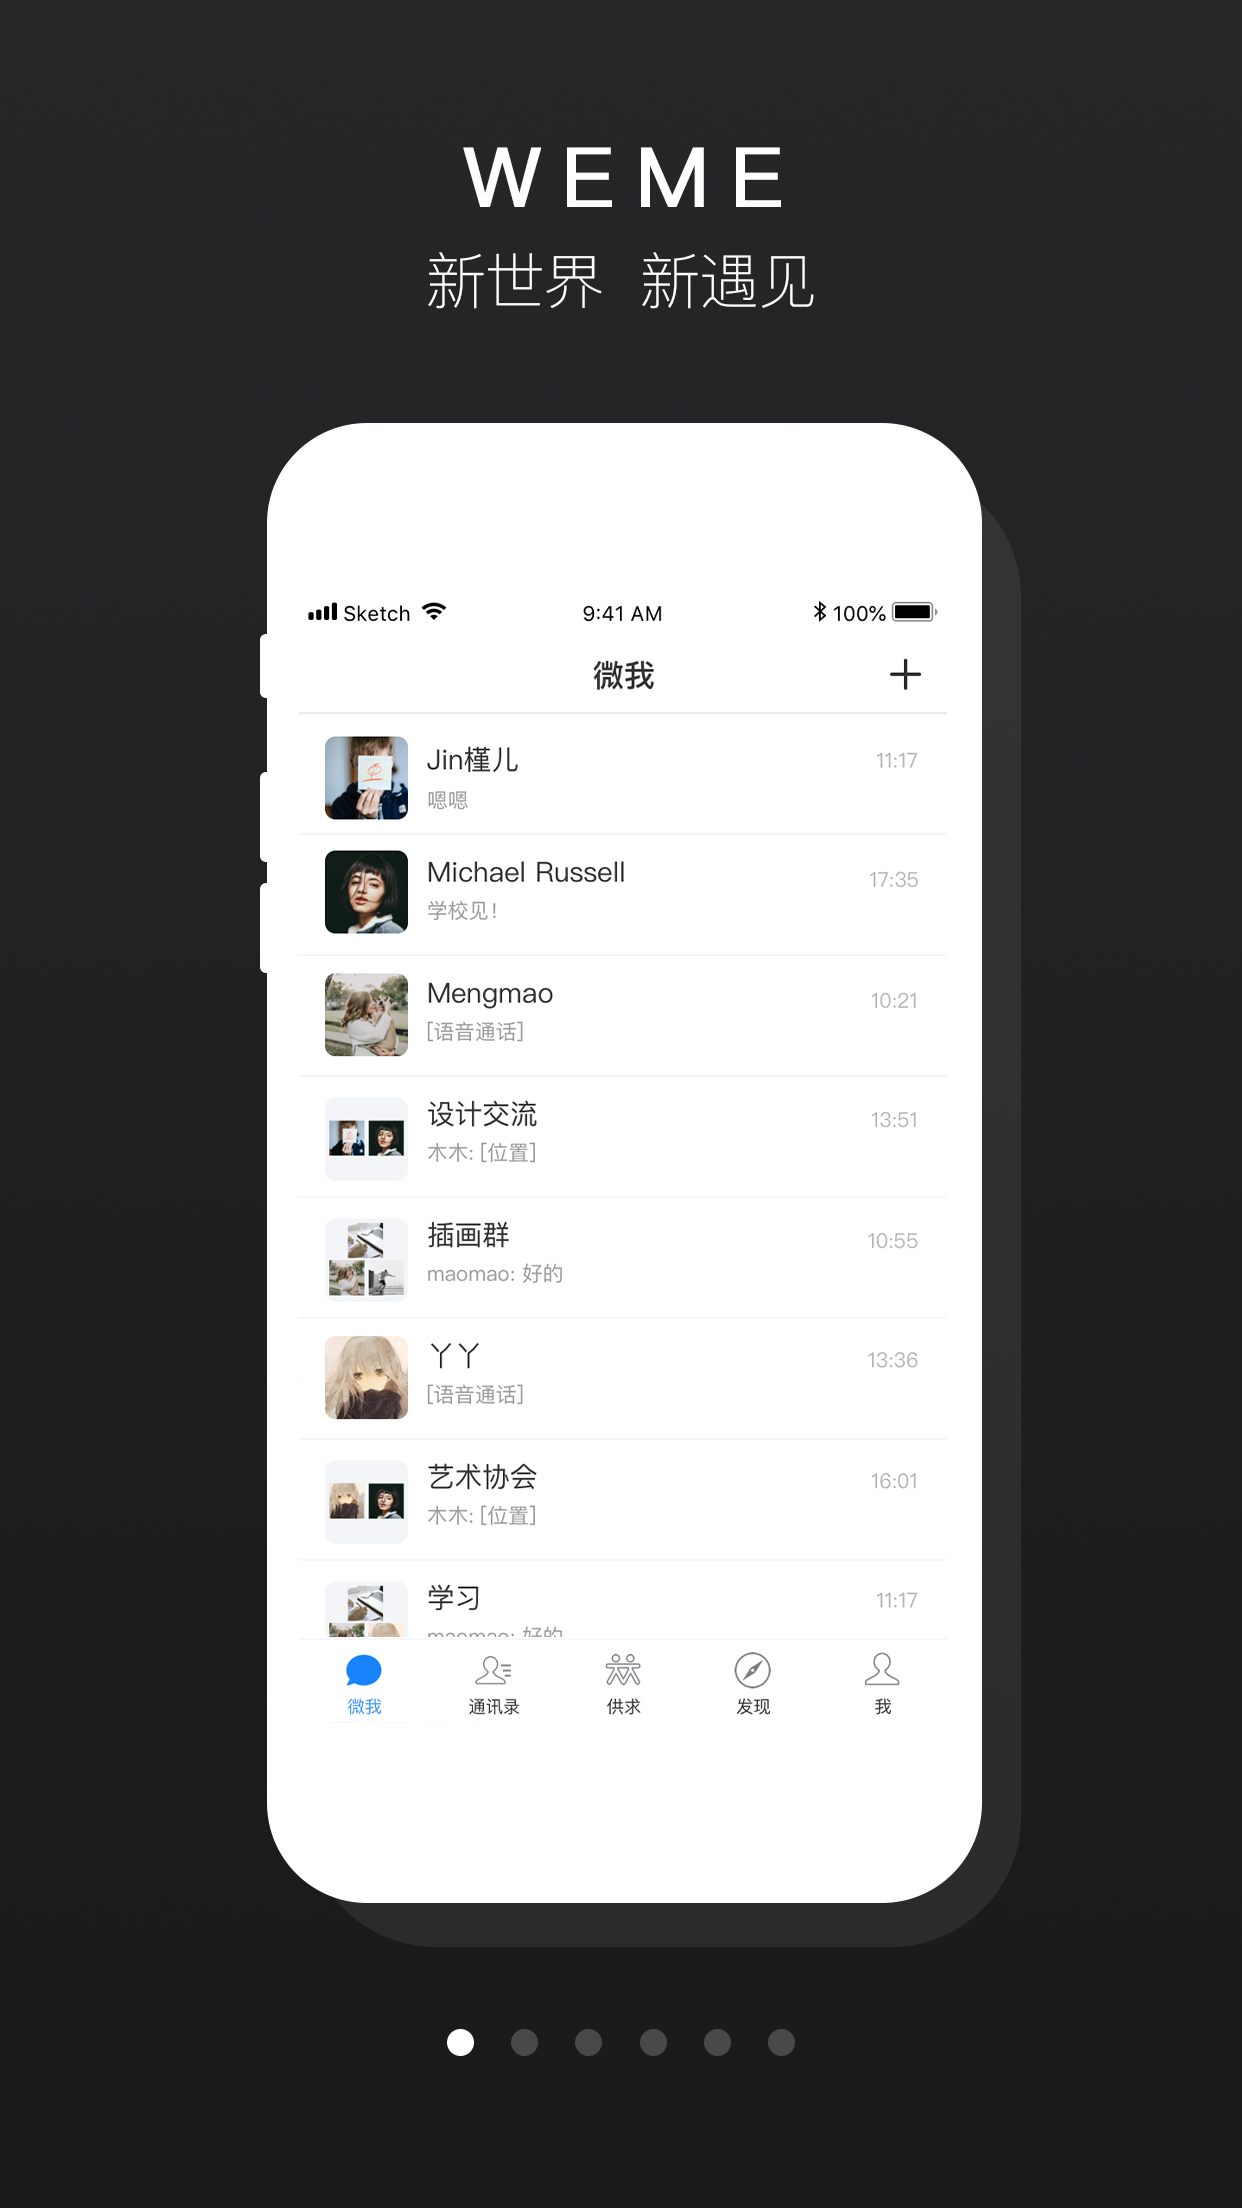 WEME
新世界 新遇见
Sketch 9:41 AM 100%
微我
Jin槿儿 11:17
嗯嗯
Michael Russell 17:35
学校见！
Mengmao 10:21
[语音通话]
设计交流 13:51
木木: [位置]
插画群 10:55
maomao: 好的
丫丫 13:36
[语音通话]
艺术协会 16:01
木木: [位置]
学习 11:17
maomao: 好的
微我 通讯录 供求 发现 我